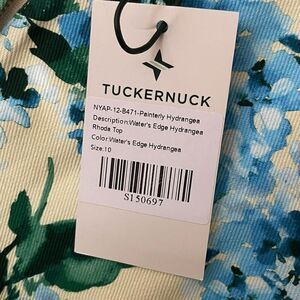 TUCKERNUCK
NYAP-12-B471-Painterly Hydrangea
Description:Water's Edge Hydrangea
Rhoda Top
Color:Water's Edge Hydrangea
Size:10
S150697